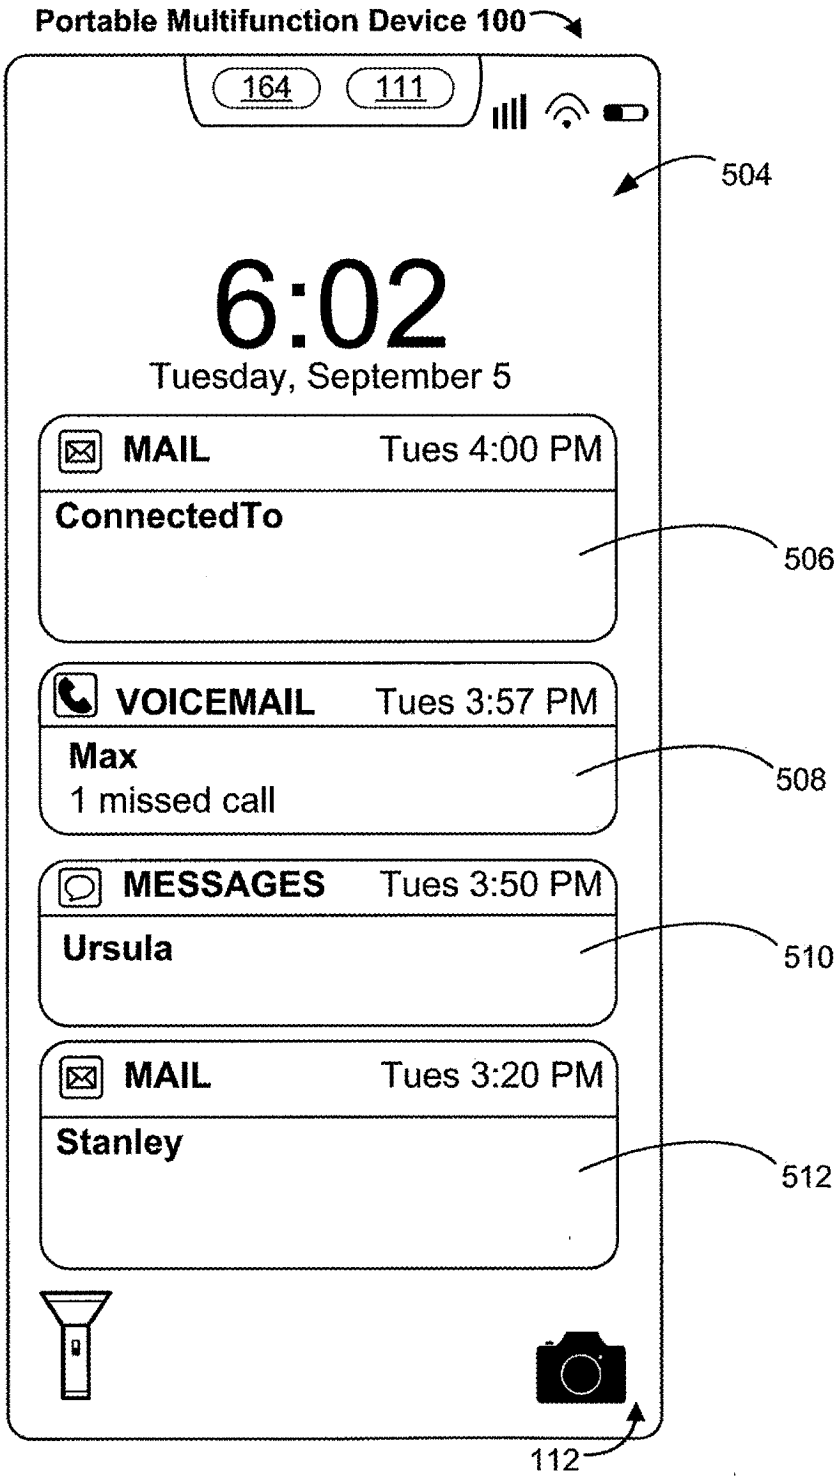 Portable Multifunction Device 100
164 111
504
6:02
Tuesday, September 5
MAIL Tues 4:00 PM
ConnectedTo
506
VOICEMAIL Tues 3:57 PM
Max
508
1 missed call
MESSAGES Tues 3:50 PM
Ursula
510
MAIL Tues 3:20 PM
Stanley
512
112